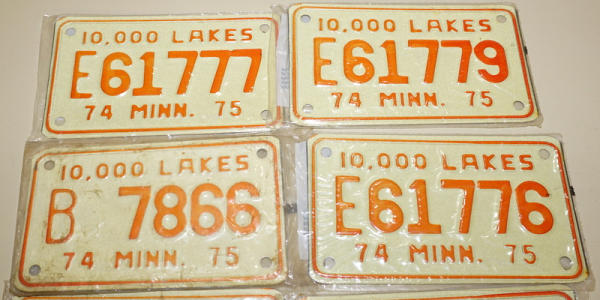 10,000 LAKES
E61777
74 MINN. 75
10,000 LAKES
E61779
74 MINN. 75
10,000 LAKES
B 7866
74 MINN. 75
10,000 LAKES
E61776
74 MINN. 75